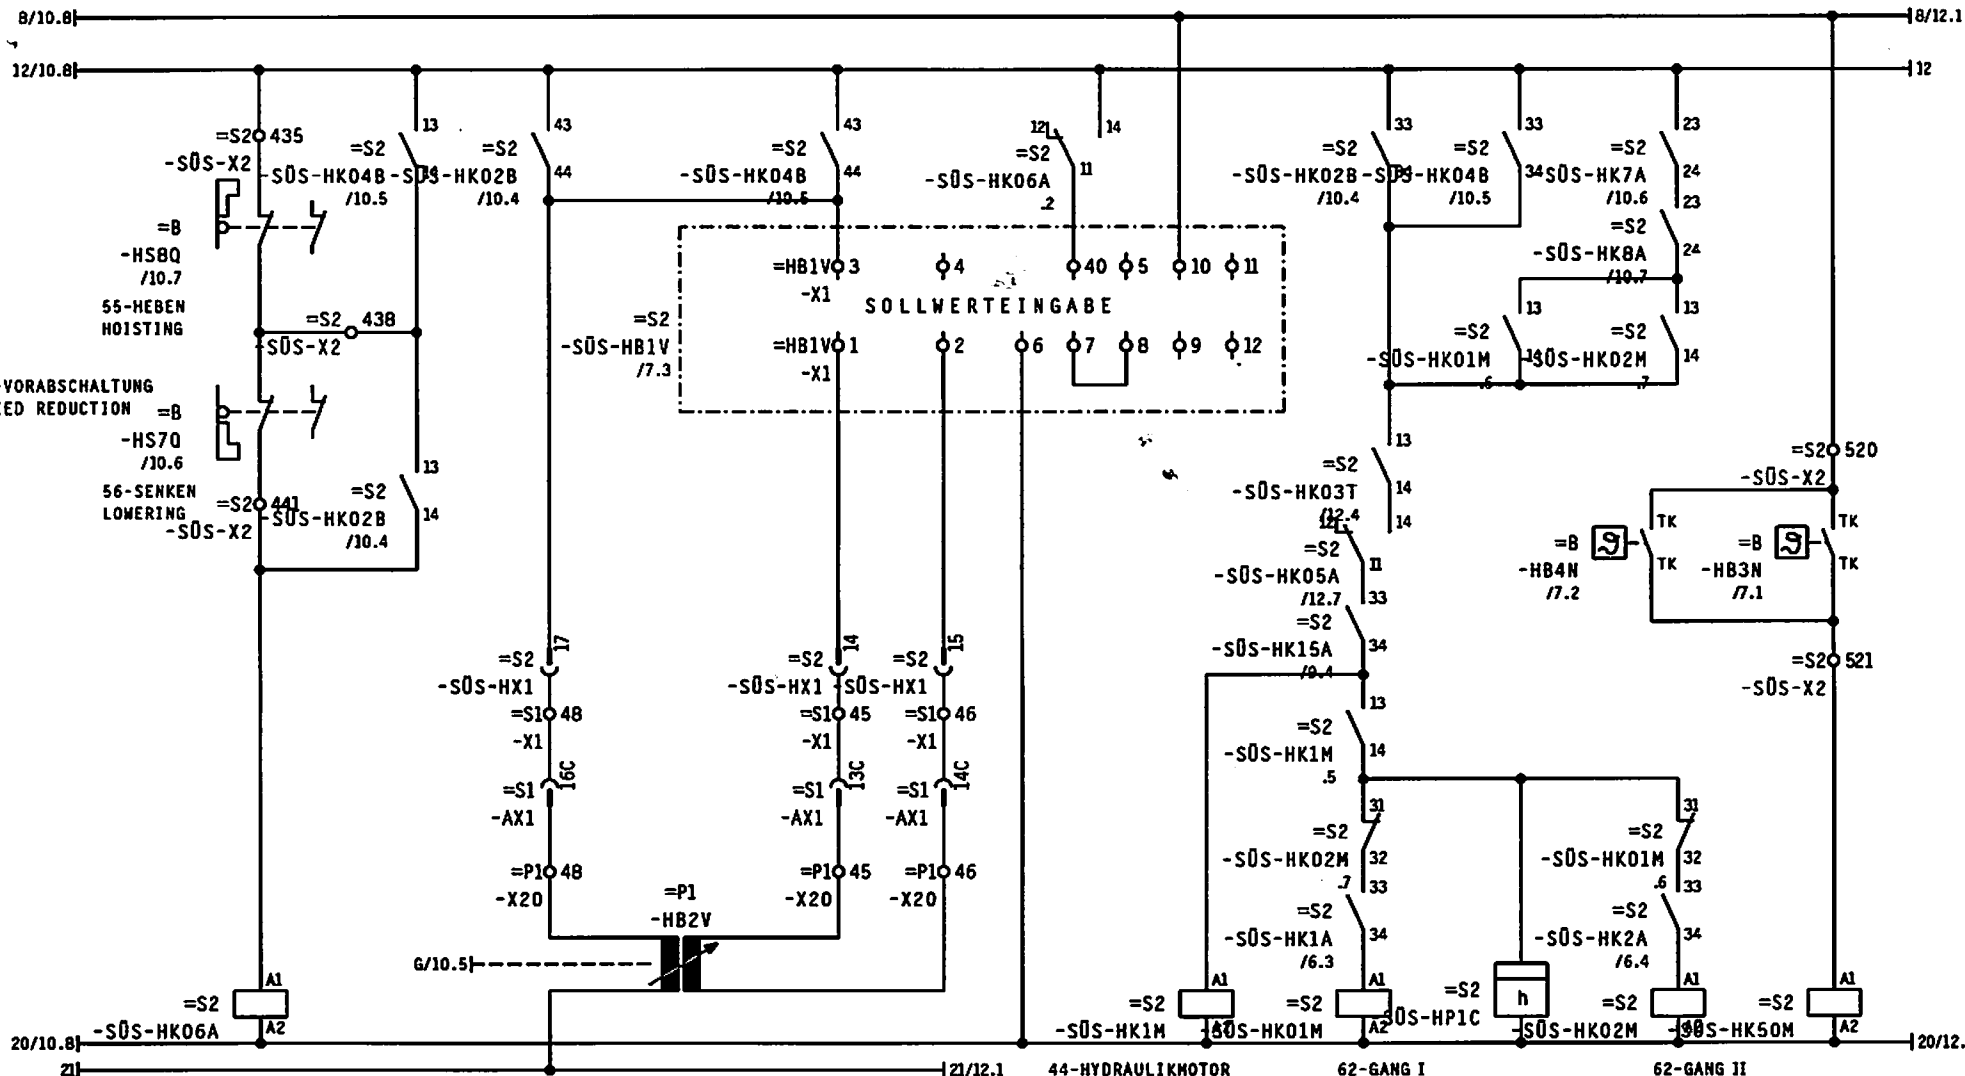 8/10.8
8/12.1
12/10.8
12
=S2 435
-SÜS-X2
=B
-HS8Q
/10.7
55-HEBEN
HOISTING
=S2 438
-SÜS-X2
-VORABSCHALTUNG
EED REDUCTION
=B
-HS7Q
/10.6
56-SENKEN
LOWERING
=S2 441
-SÜS-X2
13
=S2
-SÜS-HK04B
/10.5
13
=S2
-SÜS-HK02B
14
/10.4
A1
=S2
-SÜS-HK06A
A2
43
=S2
-SÜS-HK02B
44
/10.4
43
=S2
-SÜS-HK04B
44
/10.5
12
14
=S2
-SÜS-HK06A
11
.2
=HB1V 3
-X1
4
40
5
10
11
SOLLWERTEINGABE
=S2
-SÜS-HB1V
/7.3
=HB1V 1
-X1
2
6
7
8
9
12
17
=S2
-SÜS-HX1
14
=S2
-SÜS-HX1
15
=S2
-SÜS-HX1
=S1 48
-X1
=S1 45
-X1
=S1 46
-X1
16C
=S1
-AX1
13C
=S1
-AX1
14C
=S1
-AX1
=P1 48
-X20
=P1 45
-X20
=P1 46
-X20
=P1
-HB2V
G/10.5
33
=S2
-SÜS-HK02B
34
/10.4
33
=S2
-SÜS-HK04B
34
/10.5
23
=S2
-SÜS-HK7A
24
/10.6
23
=S2
-SÜS-HK8A
24
/10.7
13
=S2
-SÜS-HK01M
14
.6
13
=S2
-SÜS-HK02M
14
.7
13
=S2
-SÜS-HK03T
14
/12.4
12
14
=S2
-SÜS-HK05A
11
/12.7
33
=S2
-SÜS-HK15A
34
/9.4
13
=S2
-SÜS-HK1M
14
.5
31
=S2
-SÜS-HK02M
32
.7
33
=S2
-SÜS-HK1A
34
/6.3
31
=S2
-SÜS-HK01M
32
.6
33
=S2
-SÜS-HK2A
34
/6.4
=S2 520
-SÜS-X2
=B
-HB4N
/7.2
TK
TK
=B
-HB3N
/7.1
TK
TK
=S2 521
-SÜS-X2
A1
=S2
-SÜS-HK1M
A2
A1
=S2
-SÜS-HK01M
A2
=S2
-SÜS-HP1C
h
A1
=S2
-SÜS-HK02M
A1
=S2
-SÜS-HK50M
A2
20/10.8
20/12.
21
21/12.1
44-HYDRAULIKMOTOR
62-GANG I
62-GANG II